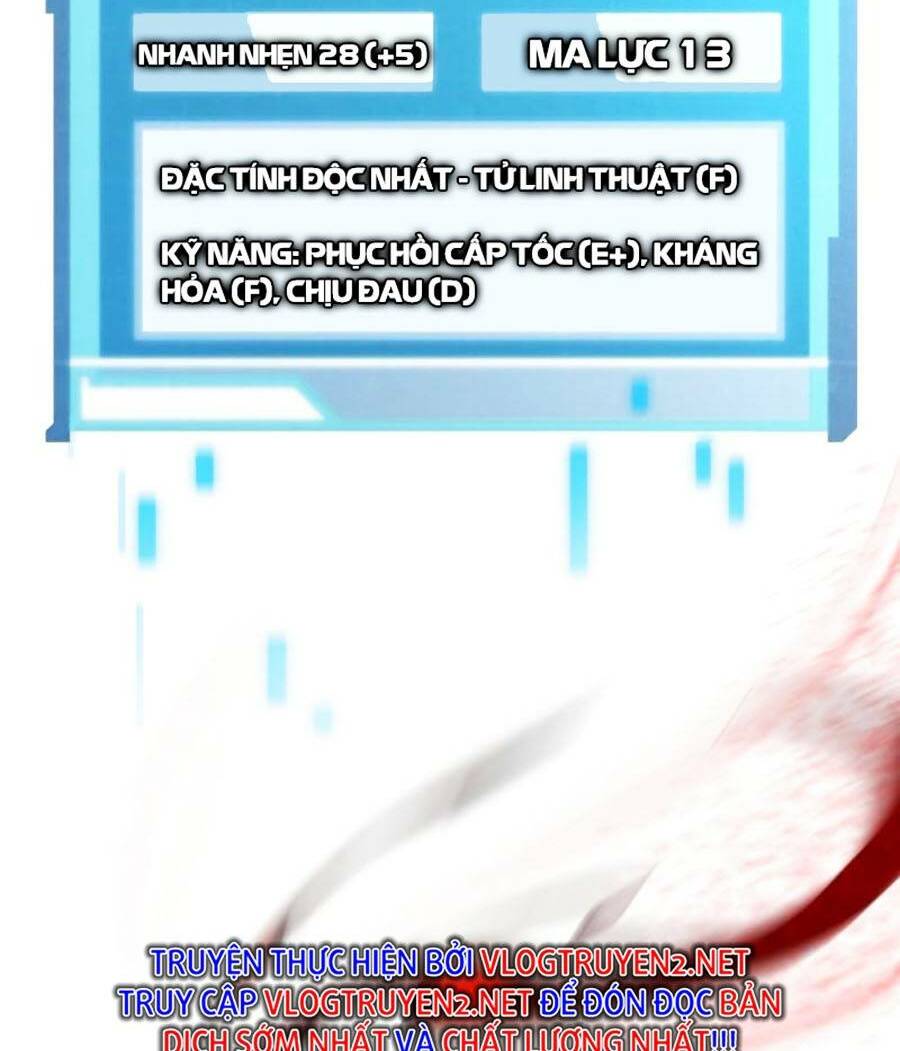 NHANH NHẸN 28 (+5)
MA LỰC 13
ĐẶC TÍNH ĐỘC NHẤT - TỬ LINH THUẬT (F)
KỸ NĂNG: PHỤC HỒI CẤP TỐC (E+), KHÁNG
HỎA (F), CHỊU ĐAU (D)
TRUYỆN THỰC HIỆN BỞI VLOGTRUYEN2.NET
TRUY CẬP VLOGTRUYEN2.NET ĐỂ ĐÓN ĐỌC BẢN
DỊCH SỚM NHẤT VÀ CHẤT LƯỢNG NHẤT!!!